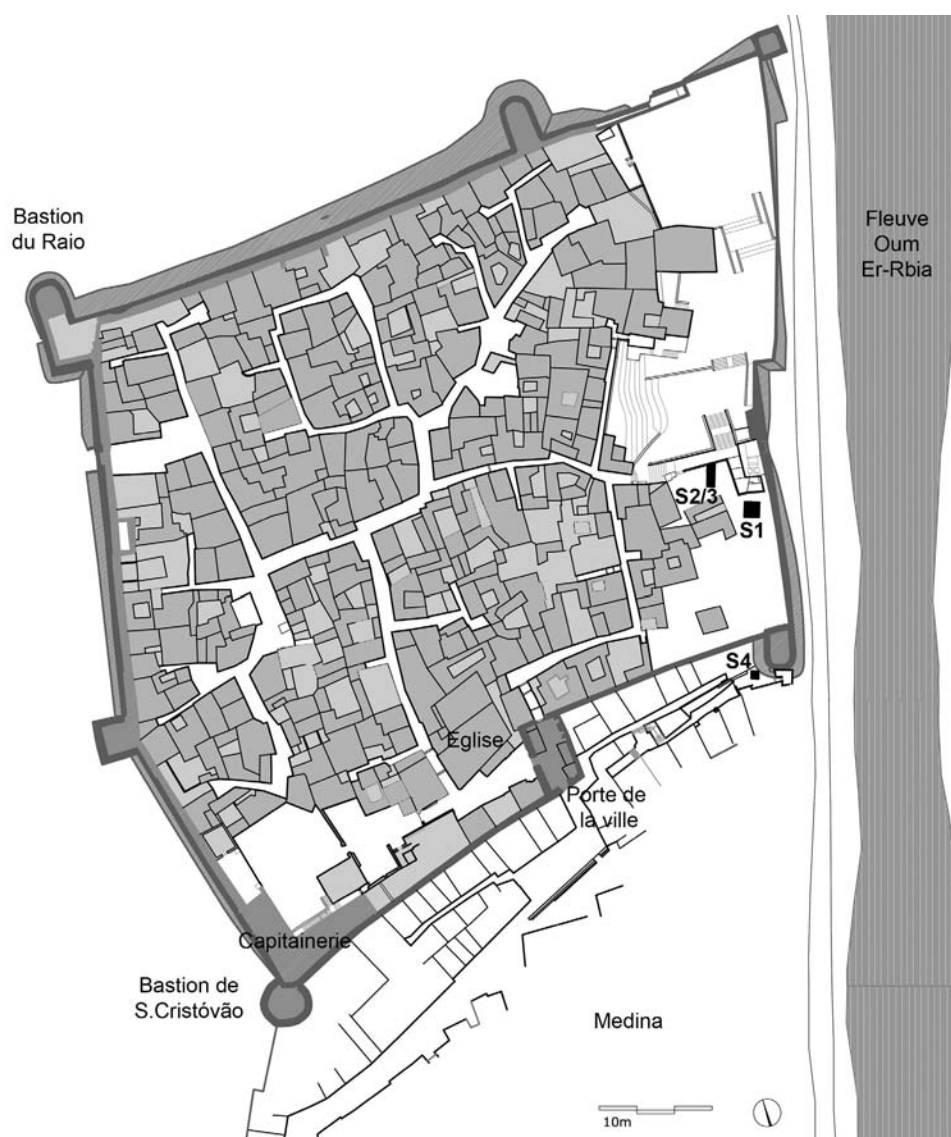 Bastion
du Raio
Fleuve
Oum
Er-Rbia
S2/3
S1
S4
Eglise
Porte de
la ville
Capitainerie
Bastion de
S.Cristóvão
Medina
10m